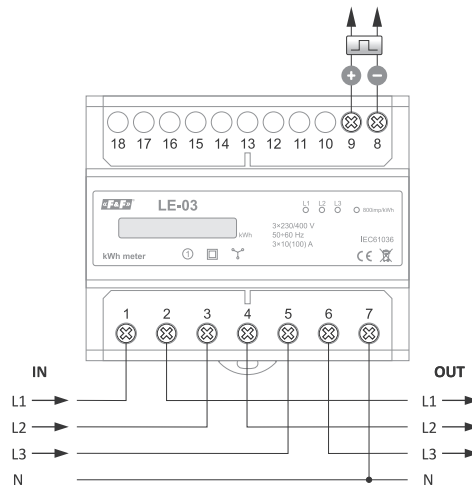 + −
18 17 16 15 14 13 12 11 10 9 8
F&F LE-03 L1 L2 L3 800imp/kWh
kWh
3×230/400 V
50÷60 Hz
3×10(100) A
IEC61036
kWh meter 1 CE
1 2 3 4 5 6 7
IN OUT
L1 L1
L2 L2
L3 L3
N N